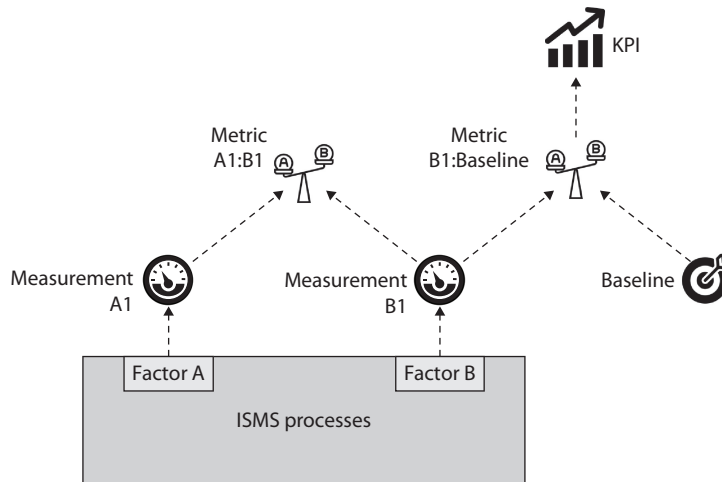 KPI
Metric
A1:B1
A B
Metric
B1:Baseline
A B
Measurement
A1
Measurement
B1
Baseline
Factor A
Factor B
ISMS processes